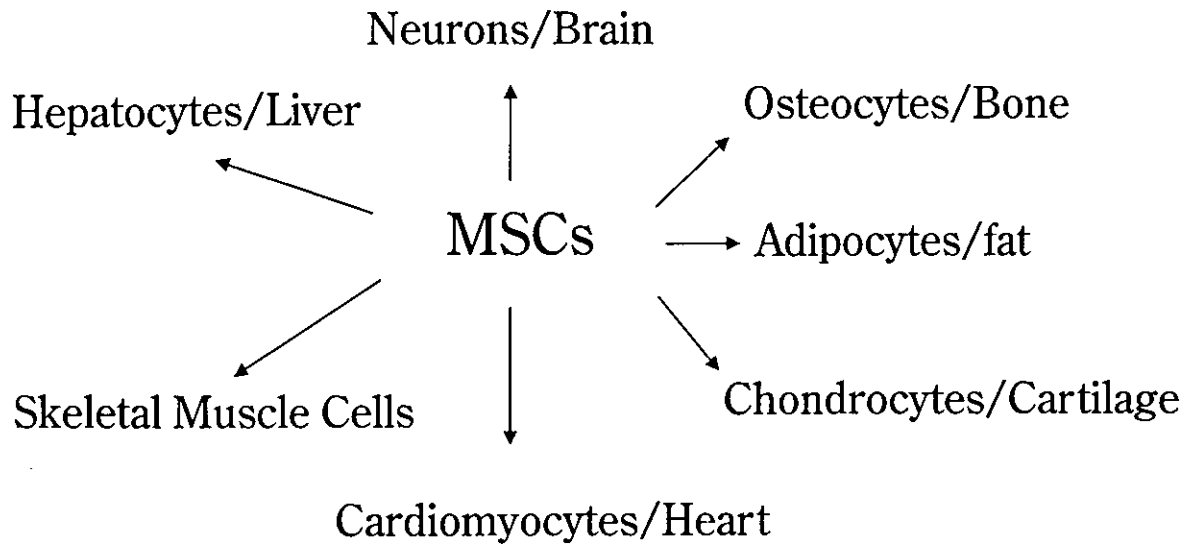 Neurons/Brain
Hepatocytes/Liver
Osteocytes/Bone
MSCs
Adipocytes/fat
Skeletal Muscle Cells
Chondrocytes/Cartilage
Cardiomyocytes/Heart